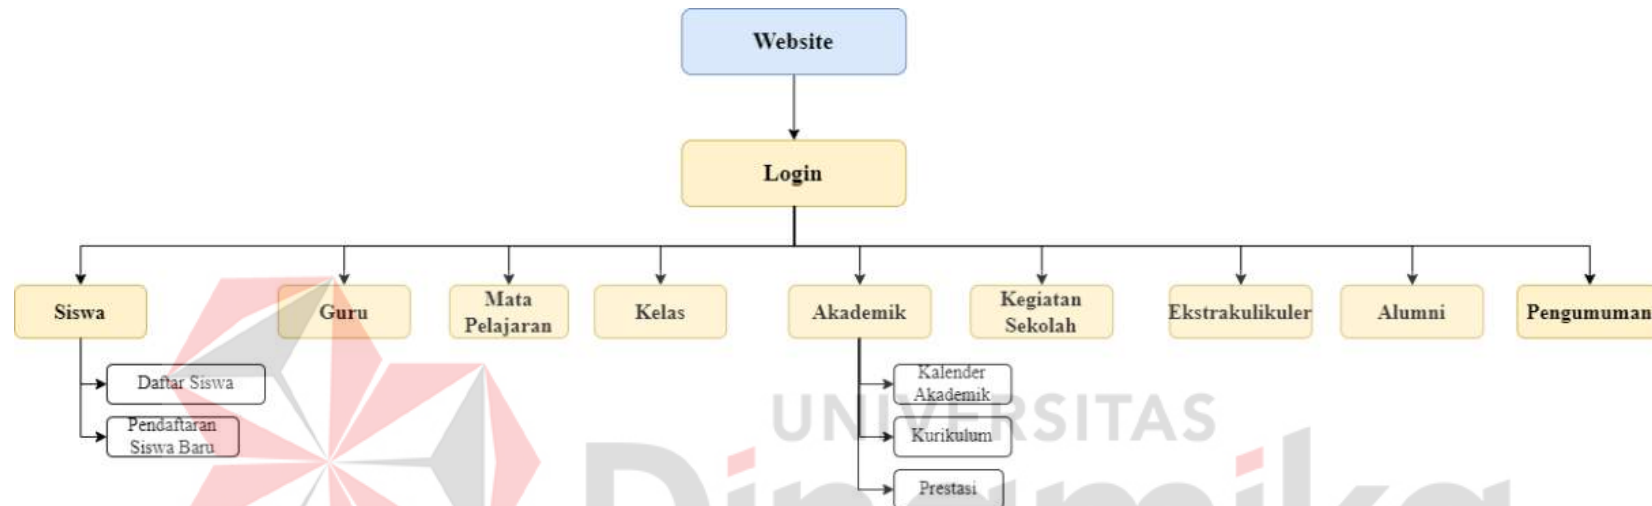 Website
Login
Siswa
Guru
Mata
Pelajaran
Kelas
Akademik
Kegiatan
Sekolah
Ekstrakulikuler
Alumni
Pengumuman
Daftar Siswa
Pendaftaran
Siswa Baru
Kalender
Akademik
Kurikulum
Prestasi
UNIVERSITAS
Dinamika